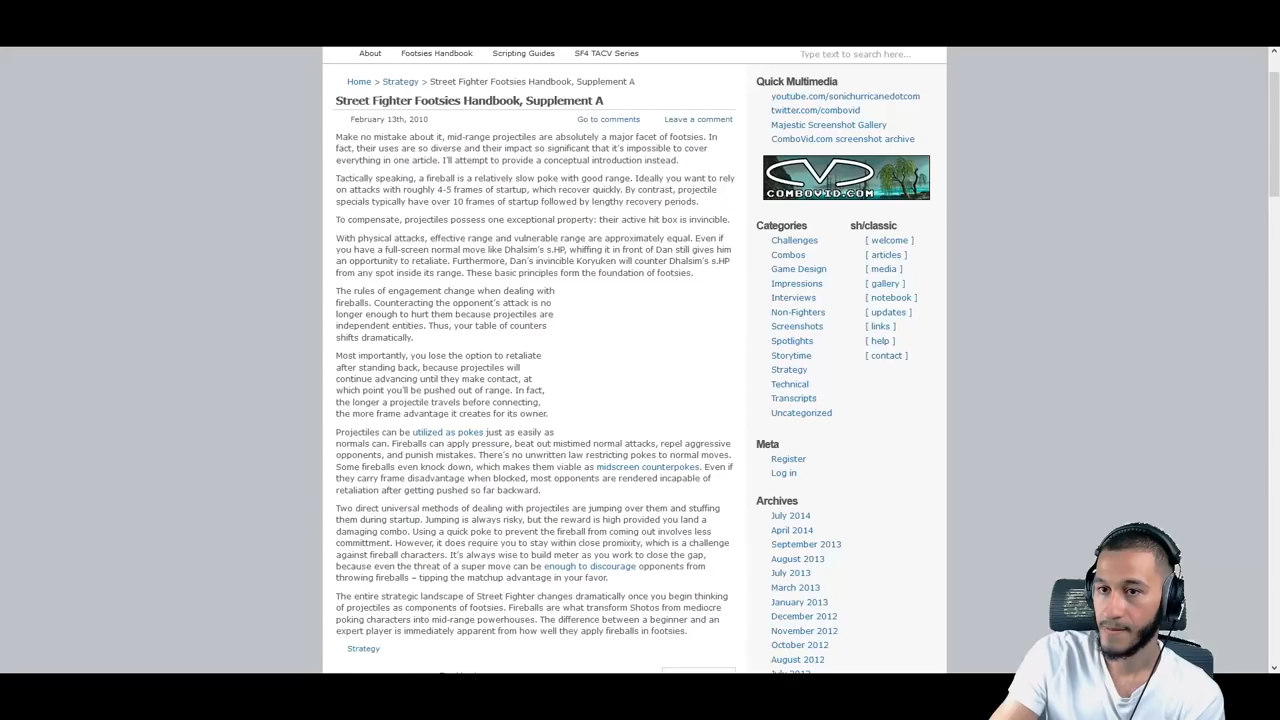 About Footsies Handbook Scripting Guides SF4 TACV Series
Type text to search here...
Home > Strategy > Street Fighter Footsies Handbook, Supplement A
Street Fighter Footsies Handbook, Supplement A
February 13th, 2010 Go to comments Leave a comment
Make no mistake about it, mid-range projectiles are absolutely a major facet of footsies. In
fact, their uses are so diverse and their impact so significant that it's impossible to cover
everything in one article. I'll attempt to provide a conceptual introduction instead.
Tactically speaking, a fireball is a relatively slow poke with good range. Ideally you want to rely
on attacks with roughly 4-5 frames of startup, which recover quickly. By contrast, projectile
specials typically have over 10 frames of startup followed by lengthy recovery periods.
To compensate, projectiles possess one exceptional property: their active hit box is invincible.
With physical attacks, effective range and vulnerable range are approximately equal. Even if
you have a full-screen normal move like Dhalsim's s.HP, whiffing it in front of Dan still gives him
an opportunity to retaliate. Furthermore, Dan's invincible Koryuken will counter Dhalsim's s.HP
from any spot inside its range. These basic principles form the foundation of footsies.
The rules of engagement change when dealing with
fireballs. Counteracting the opponent's attack is no
longer enough to hurt them because projectiles are
independent entities. Thus, your table of counters
shifts dramatically.
Most importantly, you lose the option to retaliate
after standing back, because projectiles will
continue advancing until they make contact, at
which point you'll be pushed out of range. In fact,
the longer a projectile travels before connecting,
the more frame advantage it creates for its owner.
Projectiles can be utilized as pokes just as easily as
normals can. Fireballs can apply pressure, beat out mistimed normal attacks, repel aggressive
opponents, and punish mistakes. There's no unwritten law restricting pokes to normal moves.
Some fireballs even knock down, which makes them viable as midscreen counterpokes. Even if
they carry frame disadvantage when blocked, most opponents are rendered incapable of
retaliation after getting pushed so far backward.
Two direct universal methods of dealing with projectiles are jumping over them and stuffing
them during startup. Jumping is always risky, but the reward is high provided you land a
damaging combo. Using a quick poke to prevent the fireball from coming out involves less
committment. However, it does require you to stay within close promixity, which is a challenge
against fireball characters. It's always wise to build meter as you work to close the gap,
because even the threat of a super move can be enough to discourage opponents from
throwing fireballs – tipping the matchup advantage in your favor.
The entire strategic landscape of Street Fighter changes dramatically once you begin thinking
of projectiles as components of footsies. Fireballs are what transform Shotos from mediocre
poking characters into mid-range powerhouses. The difference between a beginner and an
expert player is immediately apparent from how well they apply fireballs in footsies.
Strategy
Quick Multimedia
youtube.com/sonichurricanedotcom
twitter.com/combovid
Majestic Screenshot Gallery
ComboVid.com screenshot archive
COMBOVID.COM
Categories
Challenges
Combos
Game Design
Impressions
Interviews
Non-Fighters
Screenshots
Spotlights
Storytime
Strategy
Technical
Transcripts
Uncategorized
sh/classic
[ welcome ]
[ articles ]
[ media ]
[ gallery ]
[ notebook ]
[ updates ]
[ links ]
[ help ]
[ contact ]
Meta
Register
Log in
Archives
July 2014
April 2014
September 2013
August 2013
July 2013
March 2013
January 2013
December 2012
November 2012
October 2012
August 2012